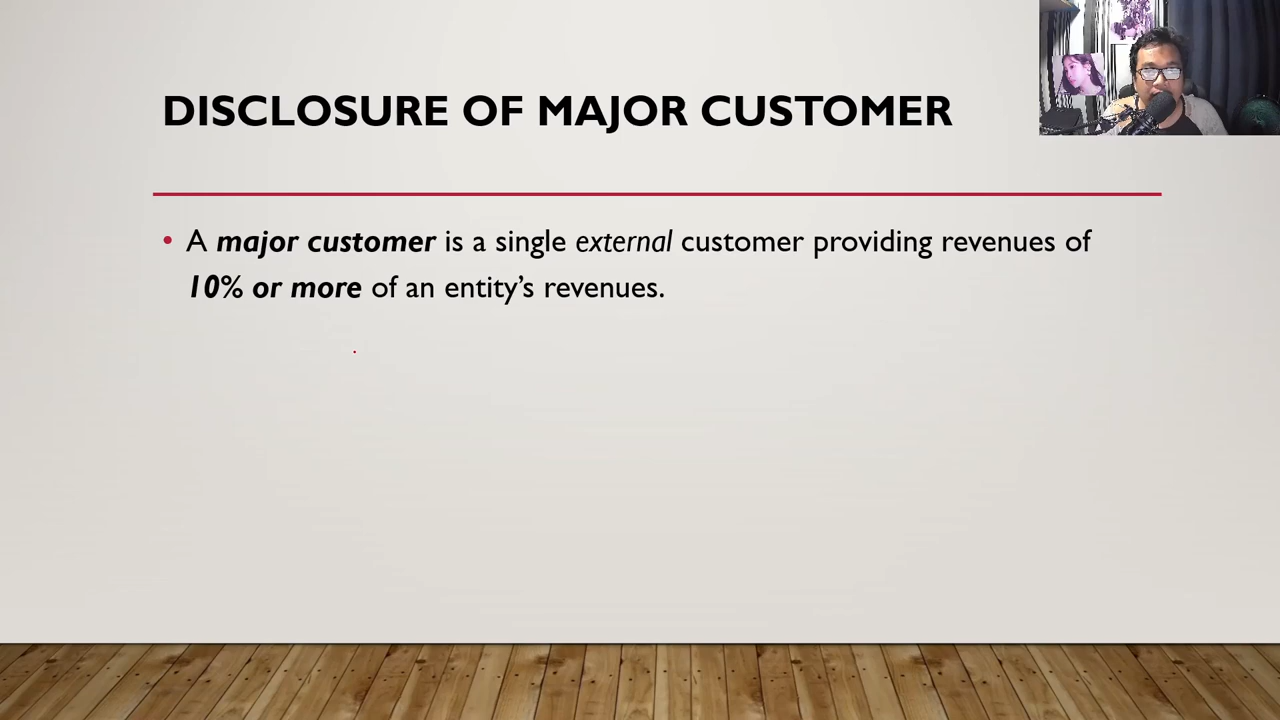 DISCLOSURE OF MAJOR CUSTOMER
• A major customer is a single external customer providing revenues of
10% or more of an entity’s revenues.